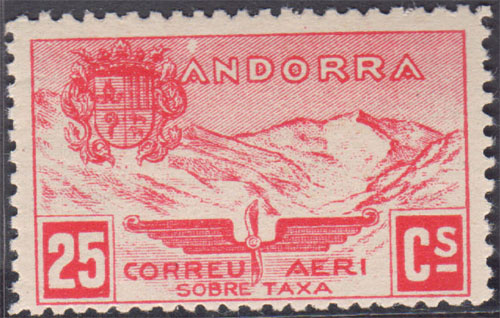 ANDORRA
25 Cs
CORREU AERI
SOBRE TAXA